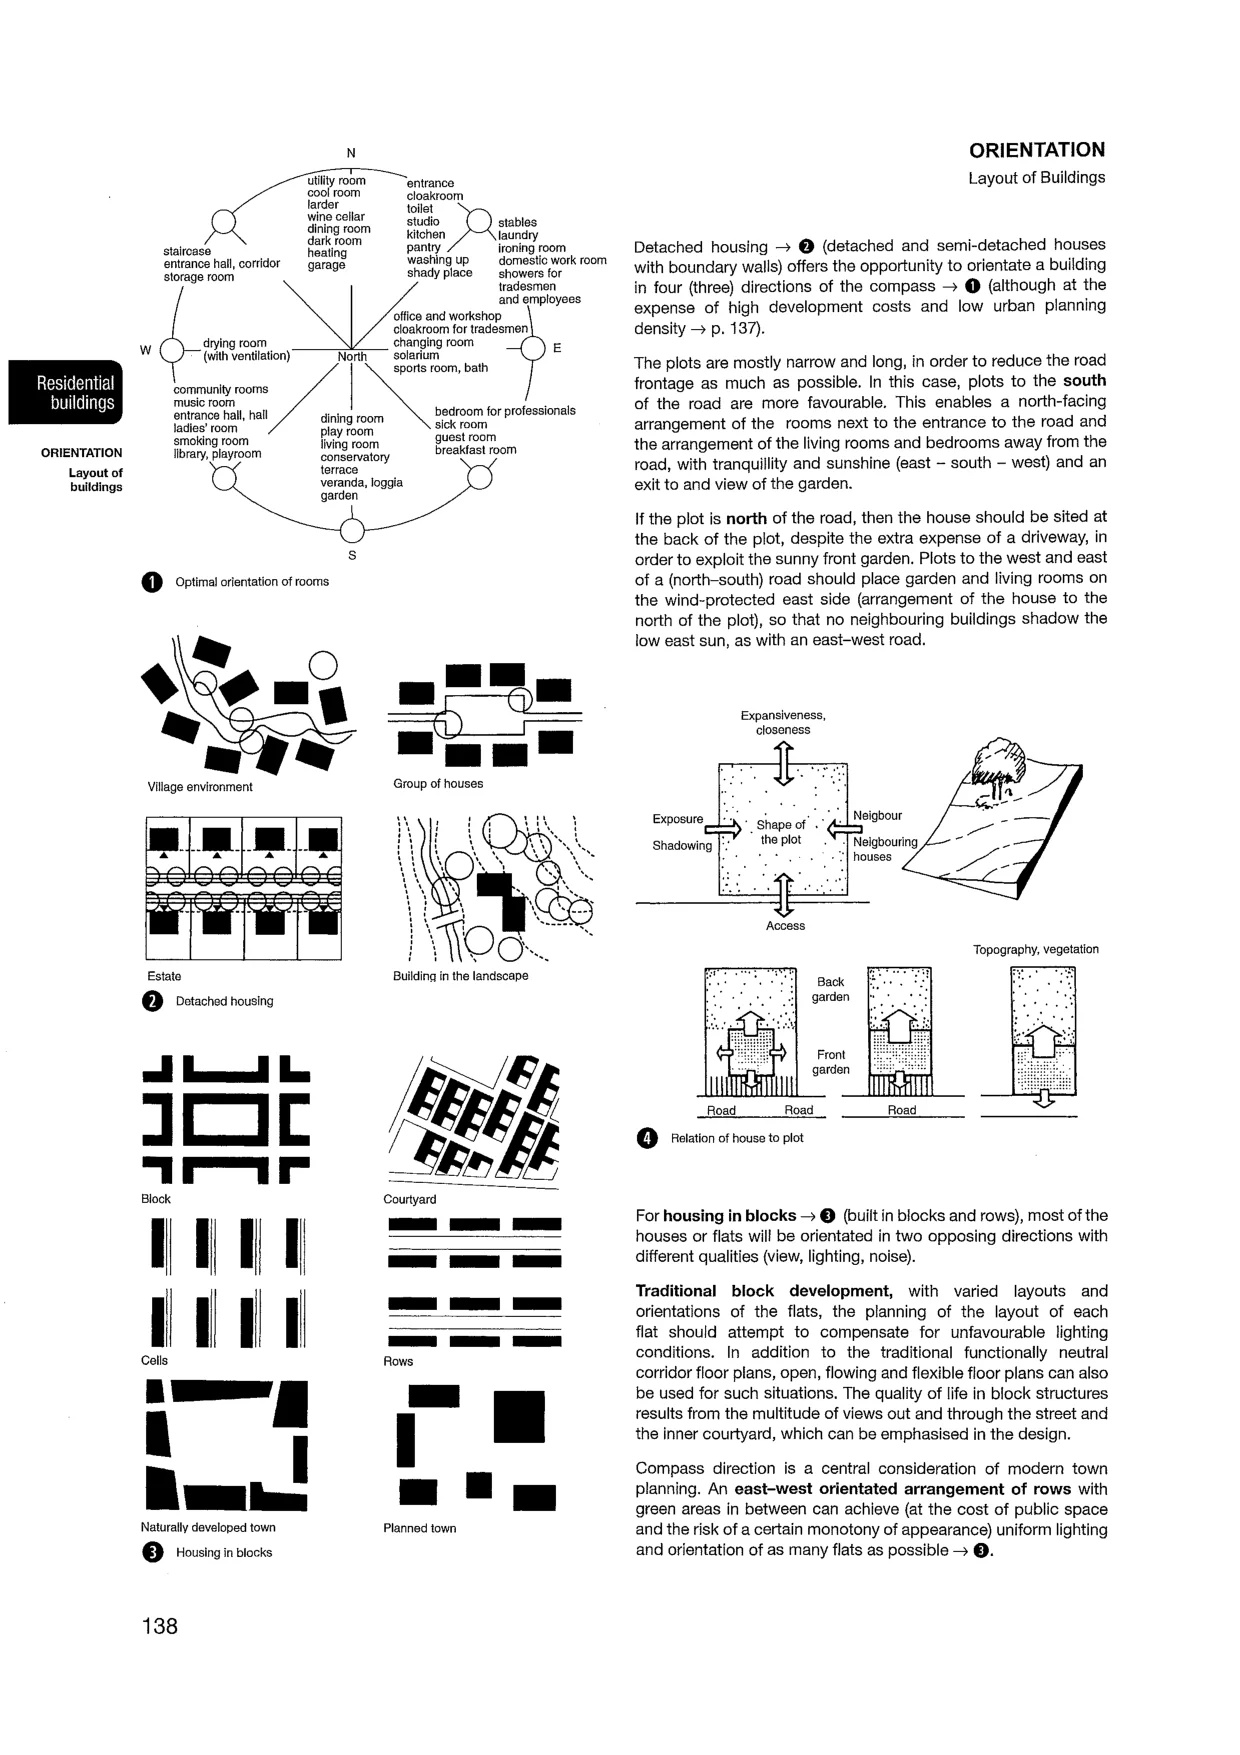 ORIENTATION
Layout of Buildings
Residential
buildings
ORIENTATION
Layout of
buildings
N
utility room
cool room
larder
wine cellar
dining room
dark room
heating
garage
entrance
cloakroom
toilet
studio
kitchen
pantry
washing up
shady place
stables
laundry
ironing room
domestic work room
showers for
tradesmen
and employees
staircase
entrance hall, corridor
storage room
office and workshop
cloakroom for tradesmen
changing room
solarium
sports room, bath
W
drying room
(with ventilation)
North
E
community rooms
music room
entrance hall, hall
ladies' room
smoking room
library, playroom
dining room
play room
living room
conservatory
terrace
veranda, loggia
garden
bedroom for professionals
sick room
guest room
breakfast room
S
1 Optimal orientation of rooms
Village environment
Group of houses
Estate
Building in the landscape
2 Detached housing
Block
Courtyard
Cells
Rows
Naturally developed town
Planned town
3 Housing in blocks
138
Detached housing → 2 (detached and semi-detached houses
with boundary walls) offers the opportunity to orientate a building
in four (three) directions of the compass → 1 (although at the
expense of high development costs and low urban planning
density → p. 137).
The plots are mostly narrow and long, in order to reduce the road
frontage as much as possible. In this case, plots to the south
of the road are more favourable. This enables a north-facing
arrangement of the rooms next to the entrance to the road and
the arrangement of the living rooms and bedrooms away from the
road, with tranquillity and sunshine (east – south – west) and an
exit to and view of the garden.
If the plot is north of the road, then the house should be sited at
the back of the plot, despite the extra expense of a driveway, in
order to exploit the sunny front garden. Plots to the west and east
of a (north–south) road should place garden and living rooms on
the wind-protected east side (arrangement of the house to the
north of the plot), so that no neighbouring buildings shadow the
low east sun, as with an east–west road.
Expansiveness,
closeness
Exposure
Shadowing
Shape of
the plot
Neigbour
Neigbouring
houses
Access
Topography, vegetation
Back
garden
Front
garden
Road
Road
Road
4 Relation of house to plot
For housing in blocks → 3 (built in blocks and rows), most of the
houses or flats will be orientated in two opposing directions with
different qualities (view, lighting, noise).
Traditional block development, with varied layouts and
orientations of the flats, the planning of the layout of each
flat should attempt to compensate for unfavourable lighting
conditions. In addition to the traditional functionally neutral
corridor floor plans, open, flowing and flexible floor plans can also
be used for such situations. The quality of life in block structures
results from the multitude of views out and through the street and
the inner courtyard, which can be emphasised in the design.
Compass direction is a central consideration of modern town
planning. An east–west orientated arrangement of rows with
green areas in between can achieve (at the cost of public space
and the risk of a certain monotony of appearance) uniform lighting
and orientation of as many flats as possible → 3.